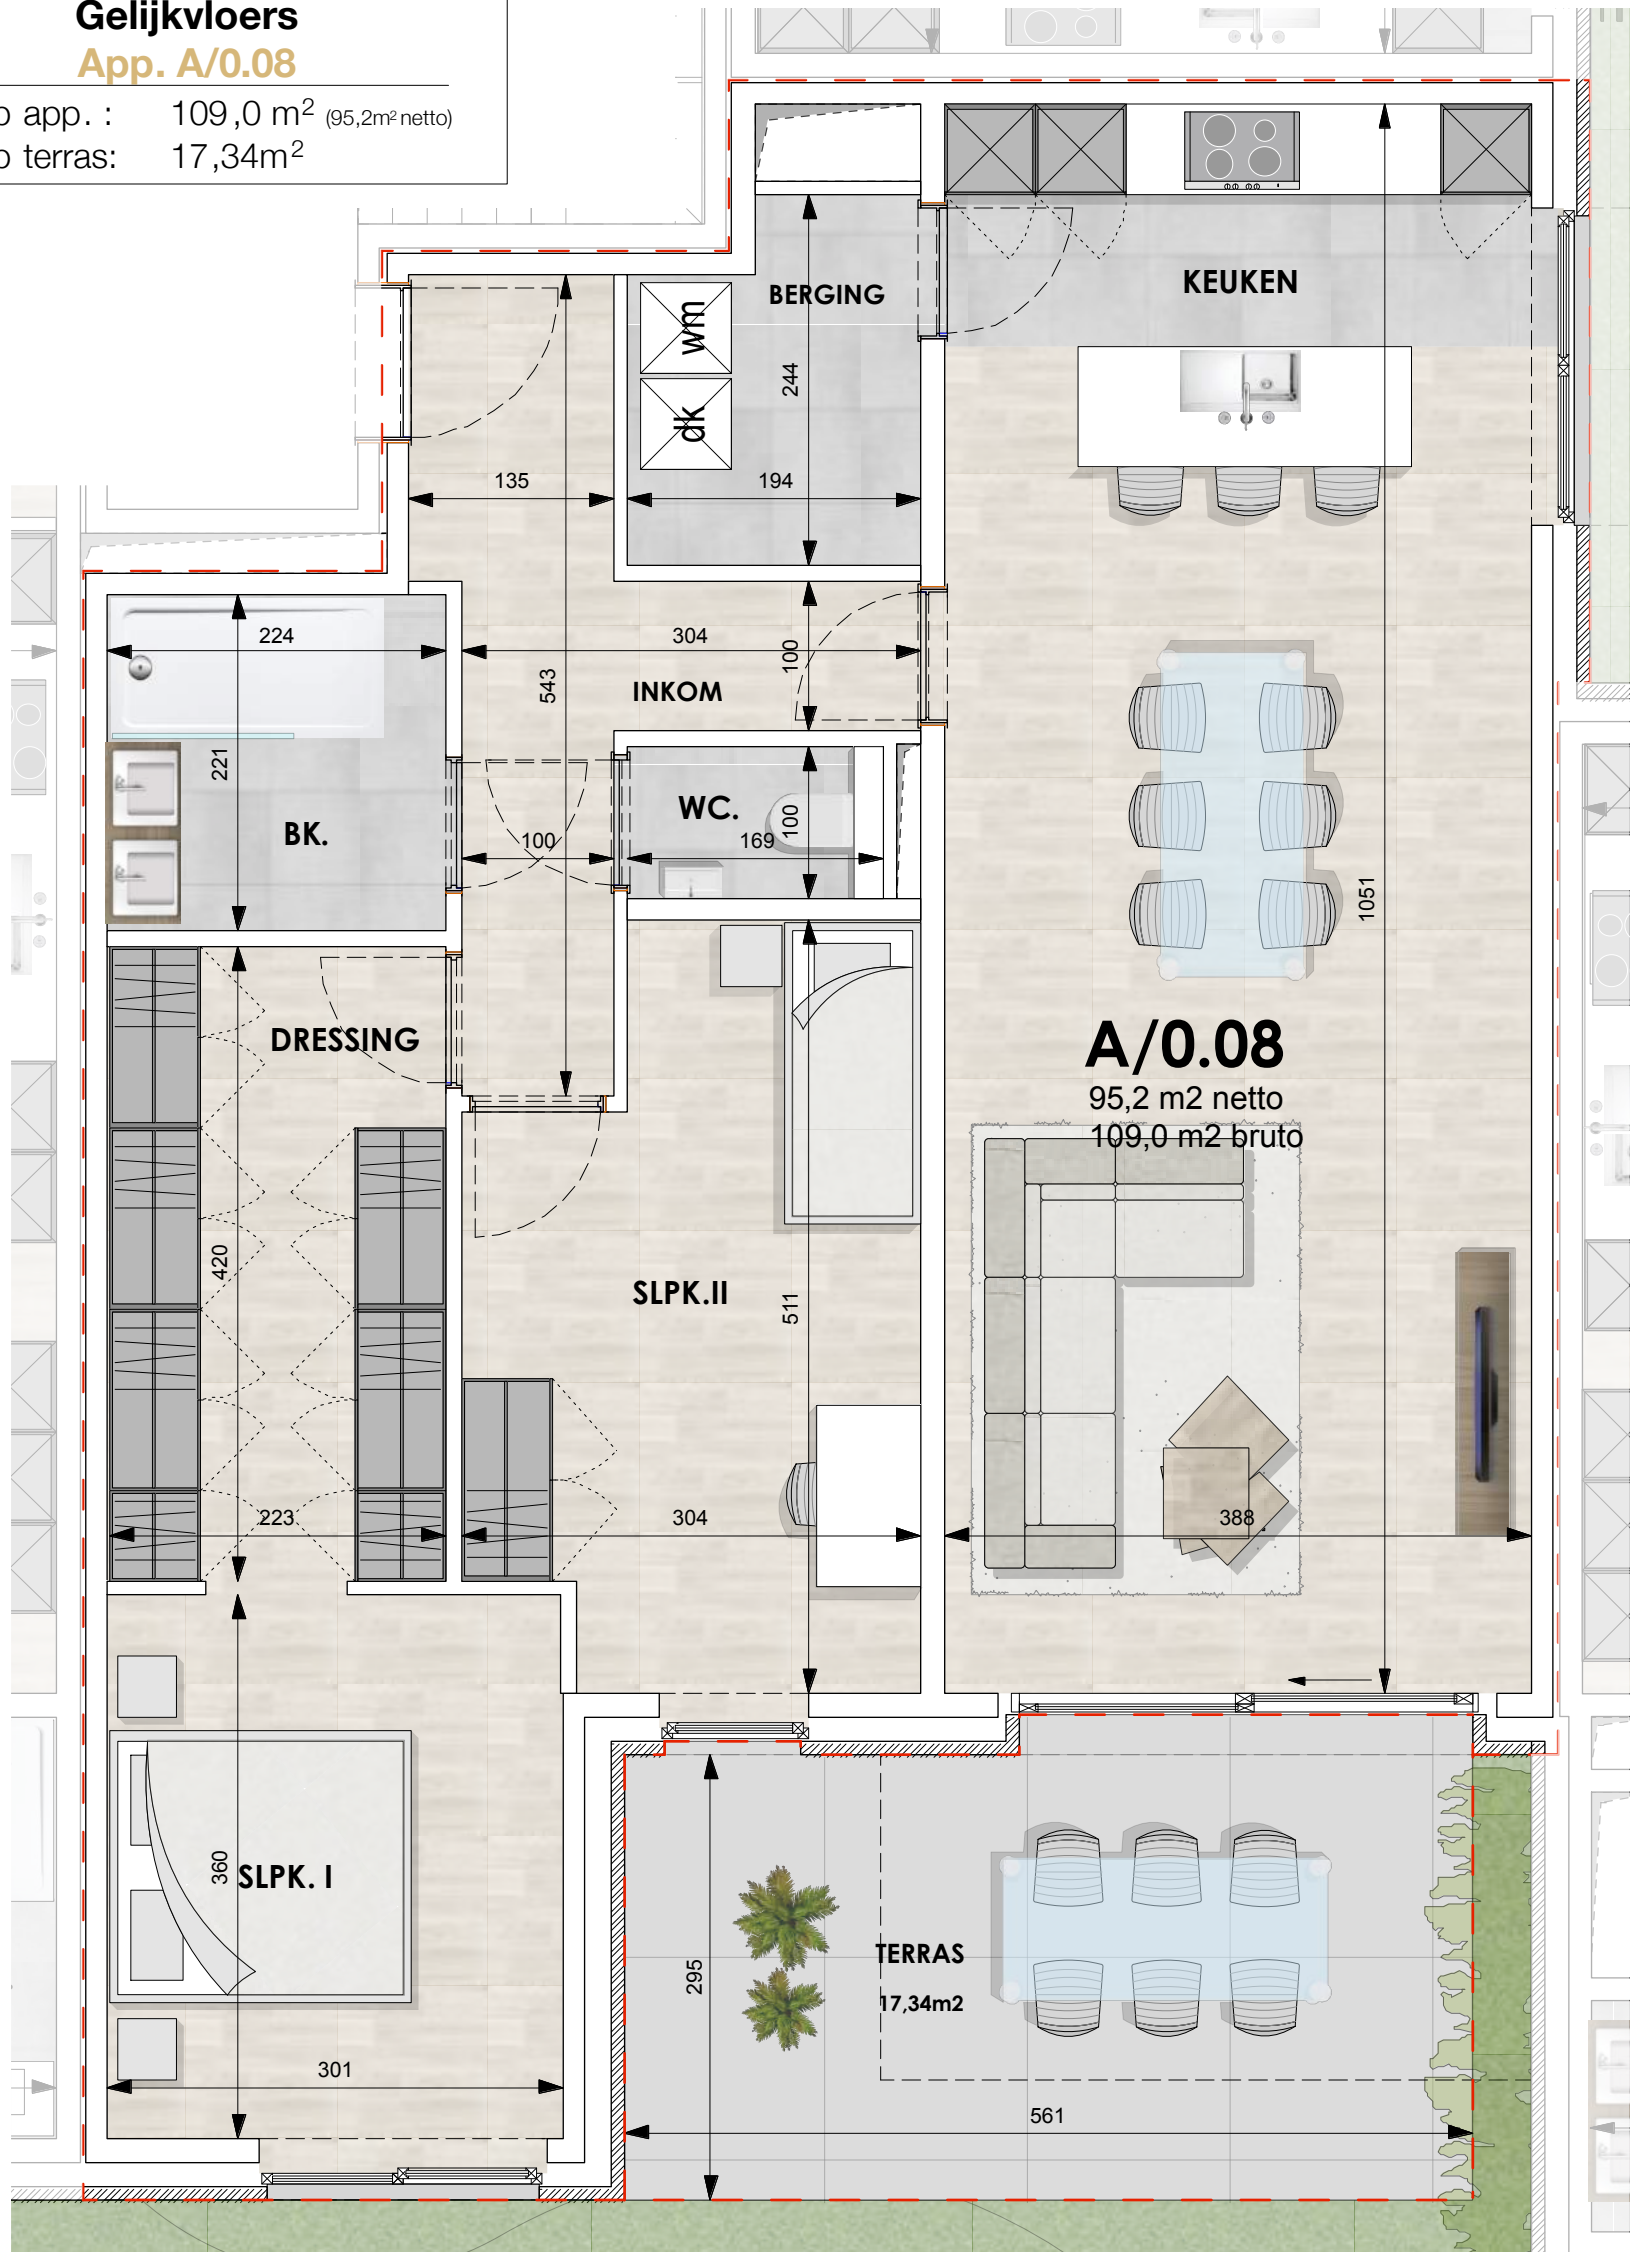 Gelijkvloers
App. A/0.08
app. : 109,0 m² (95,2m² netto)
terras: 17,34m²
BERGING
KEUKEN
wm
dk
244
135
194
224
304
100
543
INKOM
221
WC.
BK.
100
169
100
1051
DRESSING
A/0.08
95,2 m2 netto
109,0 m2 bruto
420
SLPK.II
511
223
304
388
360
SLPK. I
TERRAS
17,34m2
295
301
561